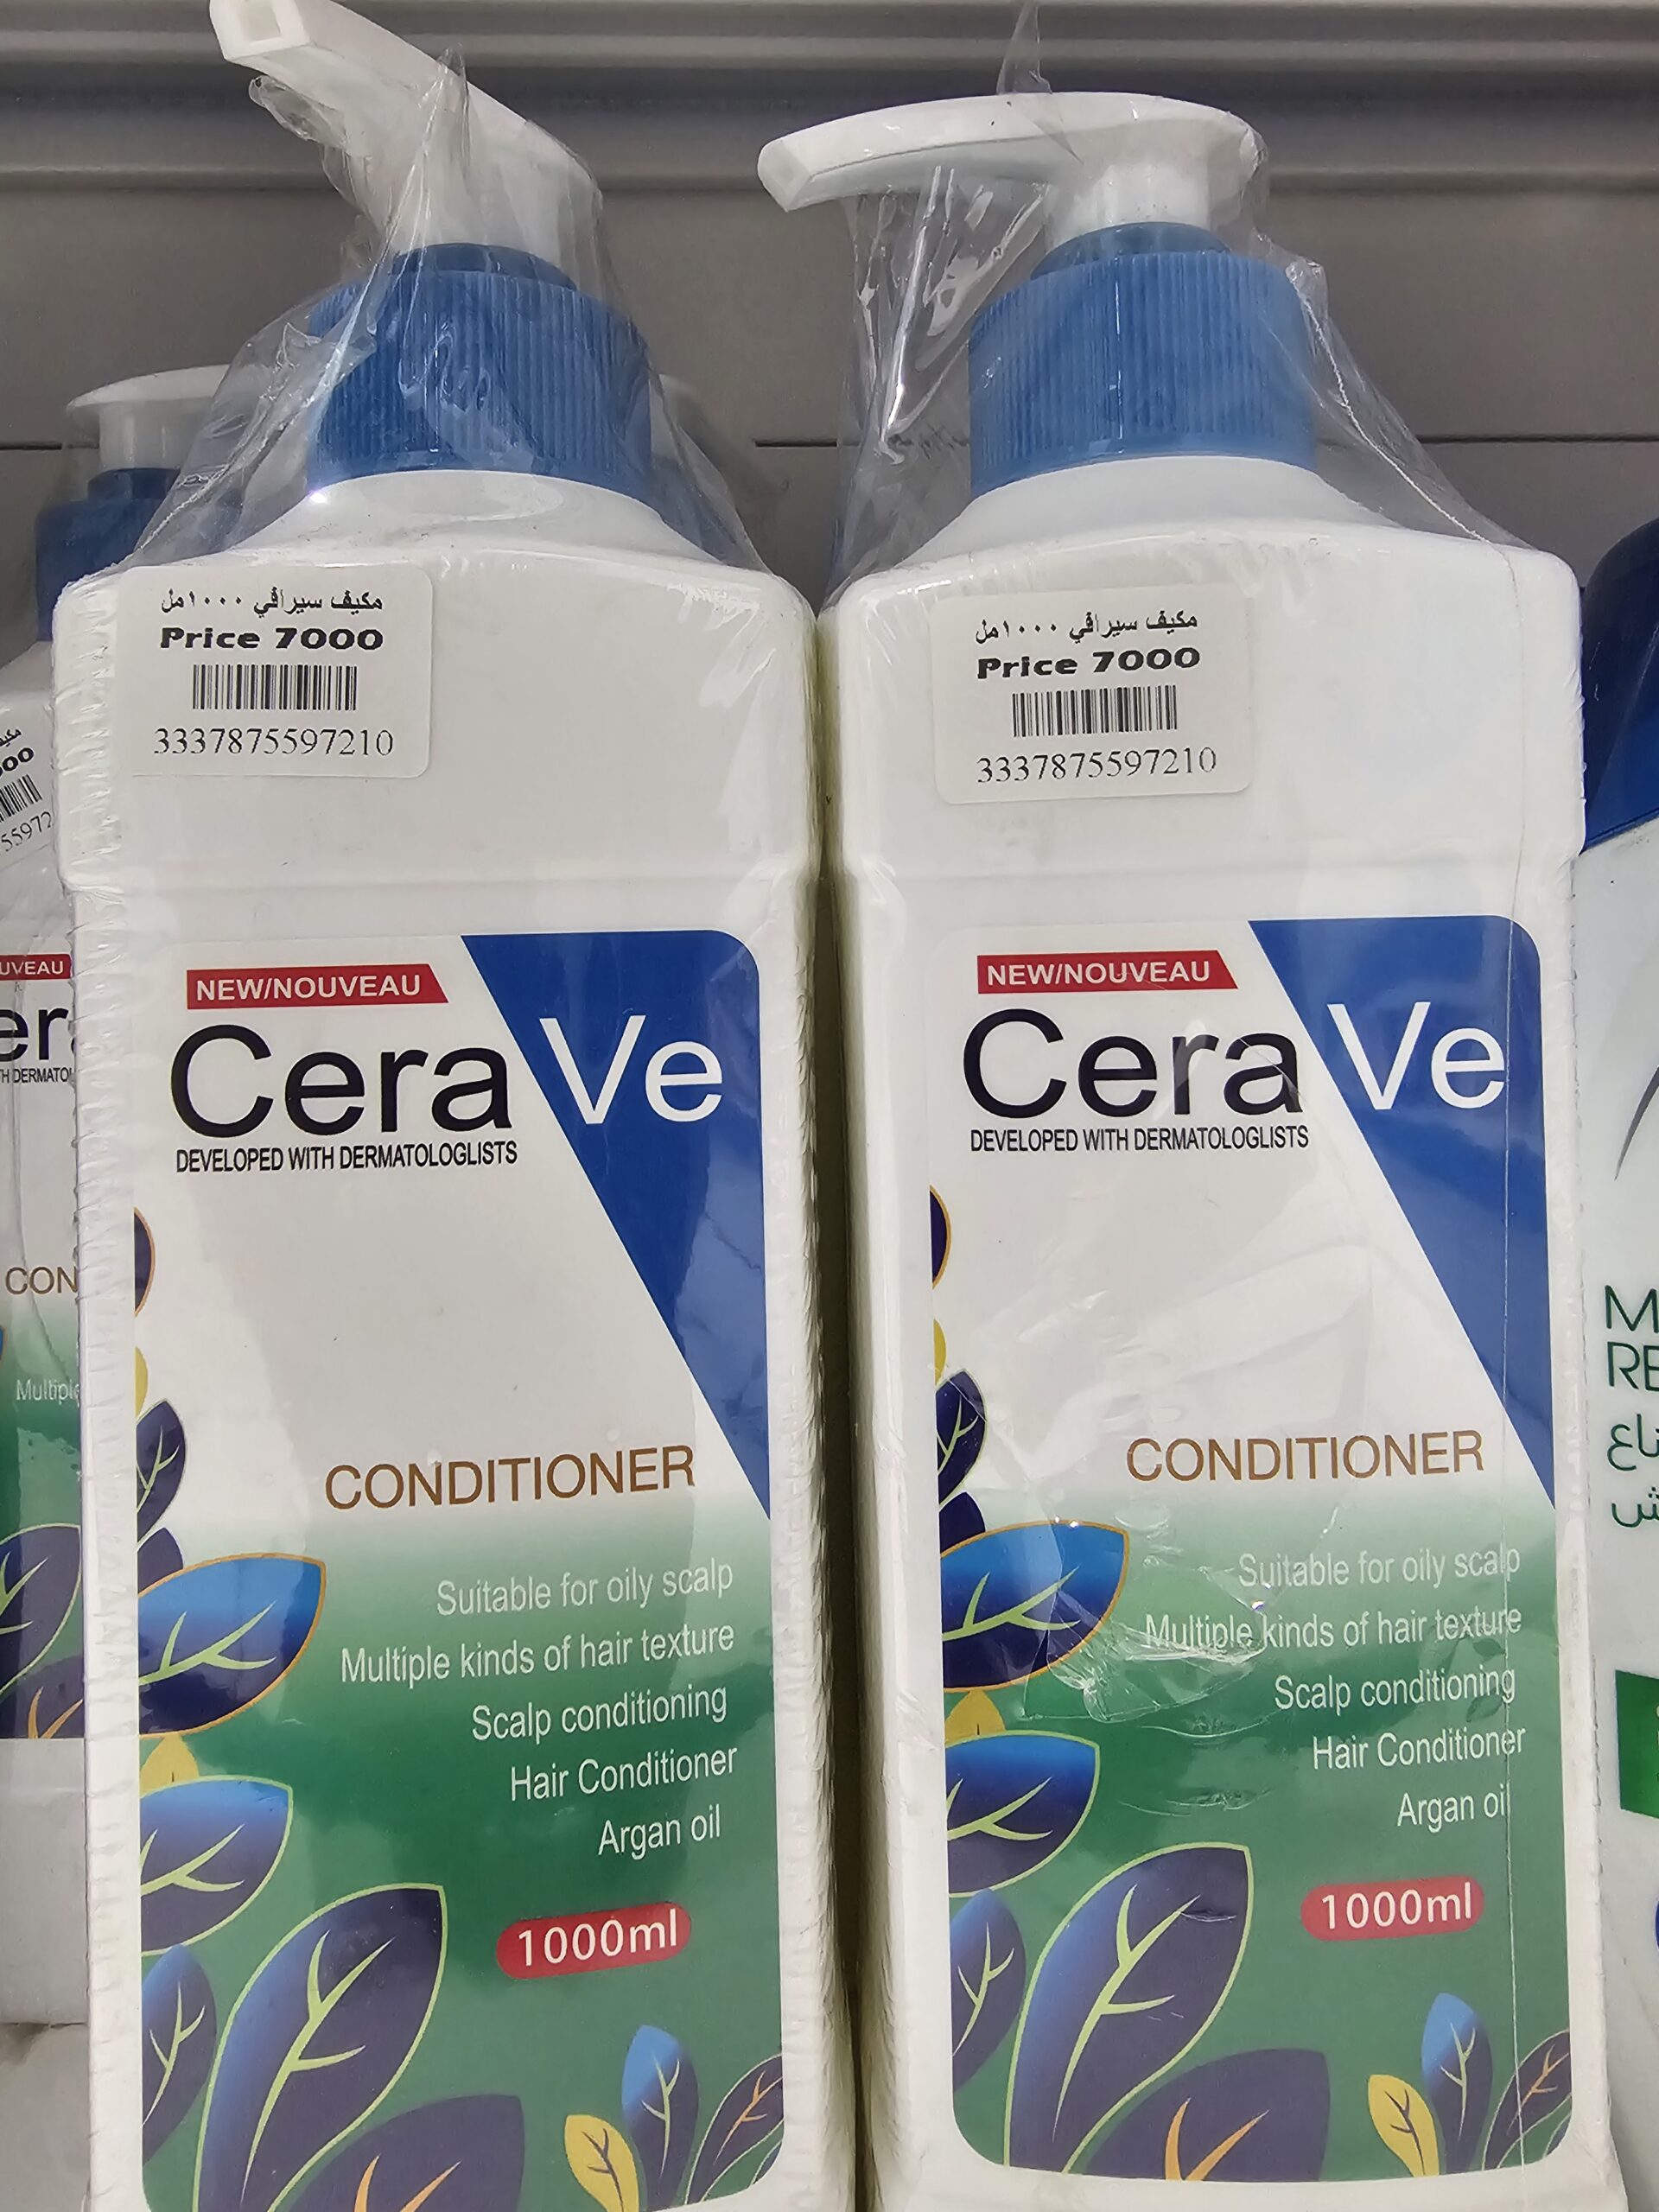 مكيف سيرافي ١٠٠٠مل
Price 7000
3337875597210
NEW/NOUVEAU
CeraVe
DEVELOPED WITH DERMATOLOGLISTS
CONDITIONER
Suitable for oily scalp
Multiple kinds of hair texture
Scalp conditioning
Hair Conditioner
Argan oil
1000ml
مكيف سيرافي ١٠٠٠مل
Price 7000
3337875597210
NEW/NOUVEAU
CeraVe
DEVELOPED WITH DERMATOLOGLISTS
CONDITIONER
Suitable for oily scalp
Multiple kinds of hair texture
Scalp conditioning
Hair Conditioner
Argan oil
1000ml